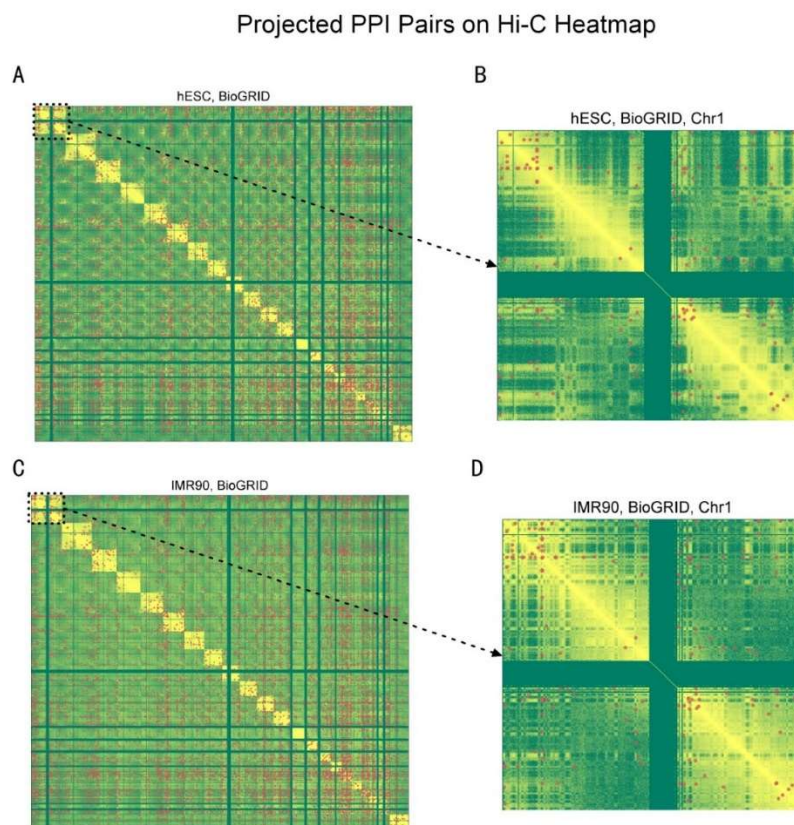 Projected PPI Pairs on Hi-C Heatmap
A
hESC, BioGRID
B
hESC, BioGRID, Chr1
C
IMR90, BioGRID
D
IMR90, BioGRID, Chr1